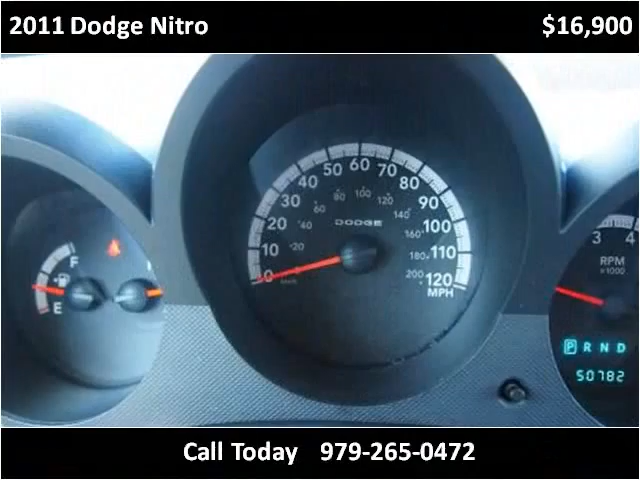 2011 Dodge Nitro $16,900
60
50 70
40 80
30 90
20 100
10 110
0 120
MPH
20 40 60 80 100 120 140 160 180 200
DODGE
F
E
3 4
RPM
x1000
P R N D
50782
Call Today 979-265-0472